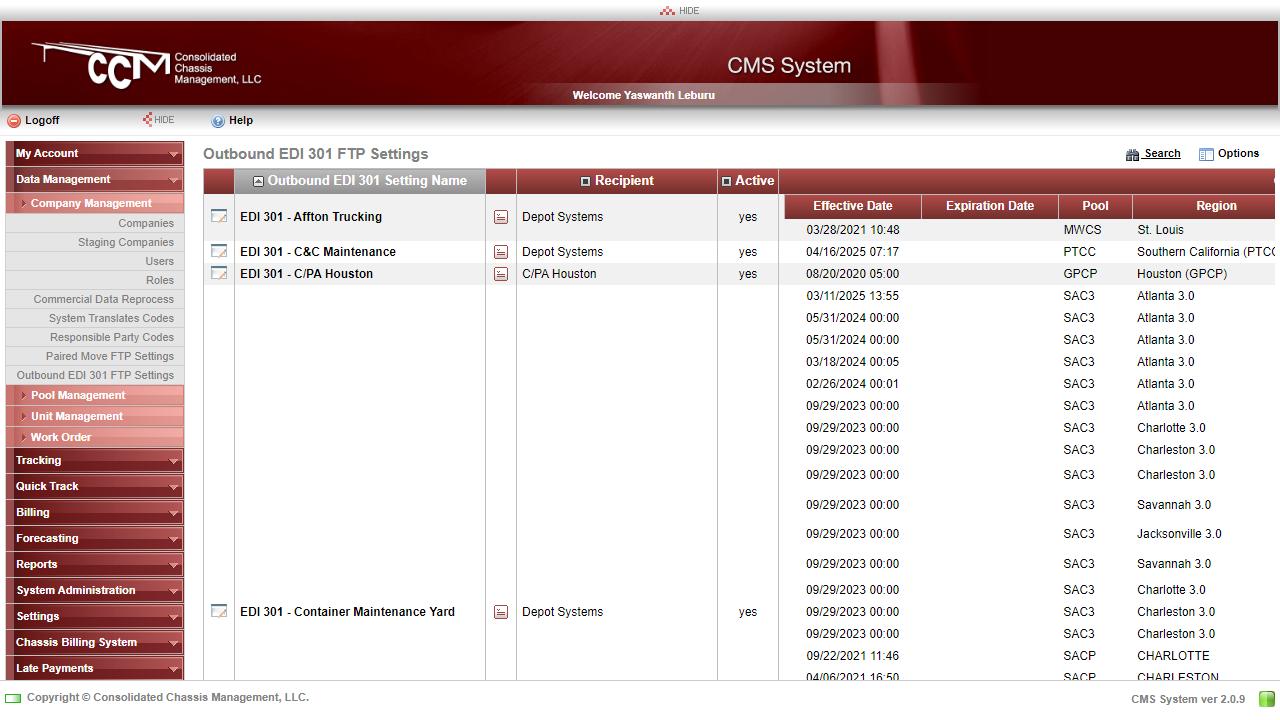 HIDE
CCM Consolidated Chassis Management, LLC
CMS System
Welcome Yaswanth Leburu
Logoff HIDE Help
My Account
Data Management
Company Management
Companies
Staging Companies
Users
Roles
Commercial Data Reprocess
System Translates Codes
Responsible Party Codes
Paired Move FTP Settings
Outbound EDI 301 FTP Settings
Pool Management
Unit Management
Work Order
Tracking
Quick Track
Billing
Forecasting
Reports
System Administration
Settings
Chassis Billing System
Late Payments
Outbound EDI 301 FTP Settings
Search Options
Outbound EDI 301 Setting Name Recipient Active
Effective Date Expiration Date Pool Region
EDI 301 - Affton Trucking Depot Systems yes
03/28/2021 10:48 MWCS St. Louis
EDI 301 - C&C Maintenance Depot Systems yes 04/16/2025 07:17 PTCC Southern California (PTCC
EDI 301 - C/PA Houston C/PA Houston yes 08/20/2020 05:00 GPCP Houston (GPCP)
03/11/2025 13:55 SAC3 Atlanta 3.0
05/31/2024 00:00 SAC3 Atlanta 3.0
05/31/2024 00:00 SAC3 Atlanta 3.0
03/18/2024 00:05 SAC3 Atlanta 3.0
02/26/2024 00:01 SAC3 Atlanta 3.0
09/29/2023 00:00 SAC3 Atlanta 3.0
09/29/2023 00:00 SAC3 Charlotte 3.0
09/29/2023 00:00 SAC3 Charleston 3.0
09/29/2023 00:00 SAC3 Charleston 3.0
09/29/2023 00:00 SAC3 Savannah 3.0
09/29/2023 00:00 SAC3 Jacksonville 3.0
09/29/2023 00:00 SAC3 Savannah 3.0
09/29/2023 00:00 SAC3 Charlotte 3.0
EDI 301 - Container Maintenance Yard Depot Systems yes 09/29/2023 00:00 SAC3 Charleston 3.0
09/29/2023 00:00 SAC3 Charleston 3.0
09/22/2021 11:46 SACP CHARLOTTE
04/06/2021 16:50 SACP CHARLESTON
Copyright © Consolidated Chassis Management, LLC.
CMS System ver 2.0.9